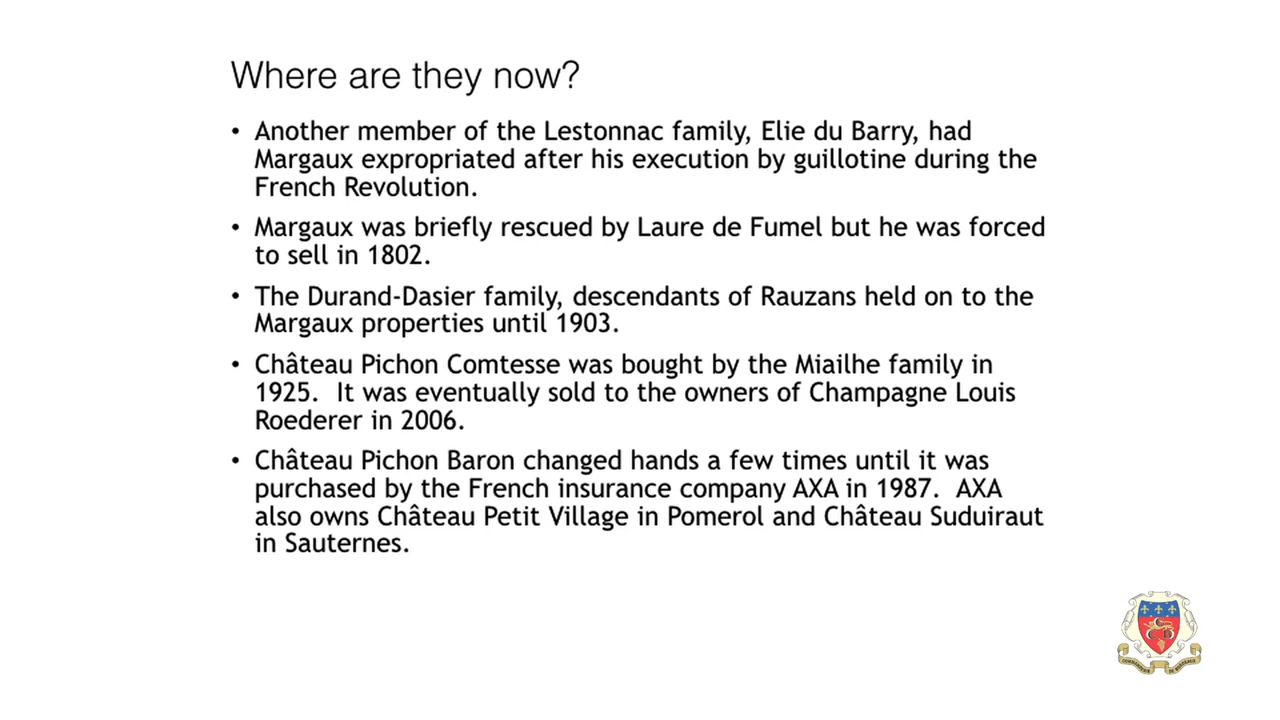 Where are they now?
• Another member of the Lestonnac family, Elie du Barry, had
Margaux expropriated after his execution by guillotine during the
French Revolution.
• Margaux was briefly rescued by Laure de Fumel but he was forced
to sell in 1802.
• The Durand-Dasier family, descendants of Rauzans held on to the
Margaux properties until 1903.
• Château Pichon Comtesse was bought by the Miailhe family in
1925.  It was eventually sold to the owners of Champagne Louis
Roederer in 2006.
• Château Pichon Baron changed hands a few times until it was
purchased by the French insurance company AXA in 1987.  AXA
also owns Château Petit Village in Pomerol and Château Suduiraut
in Sauternes.
COMMANDERIE DE BORDEAUX